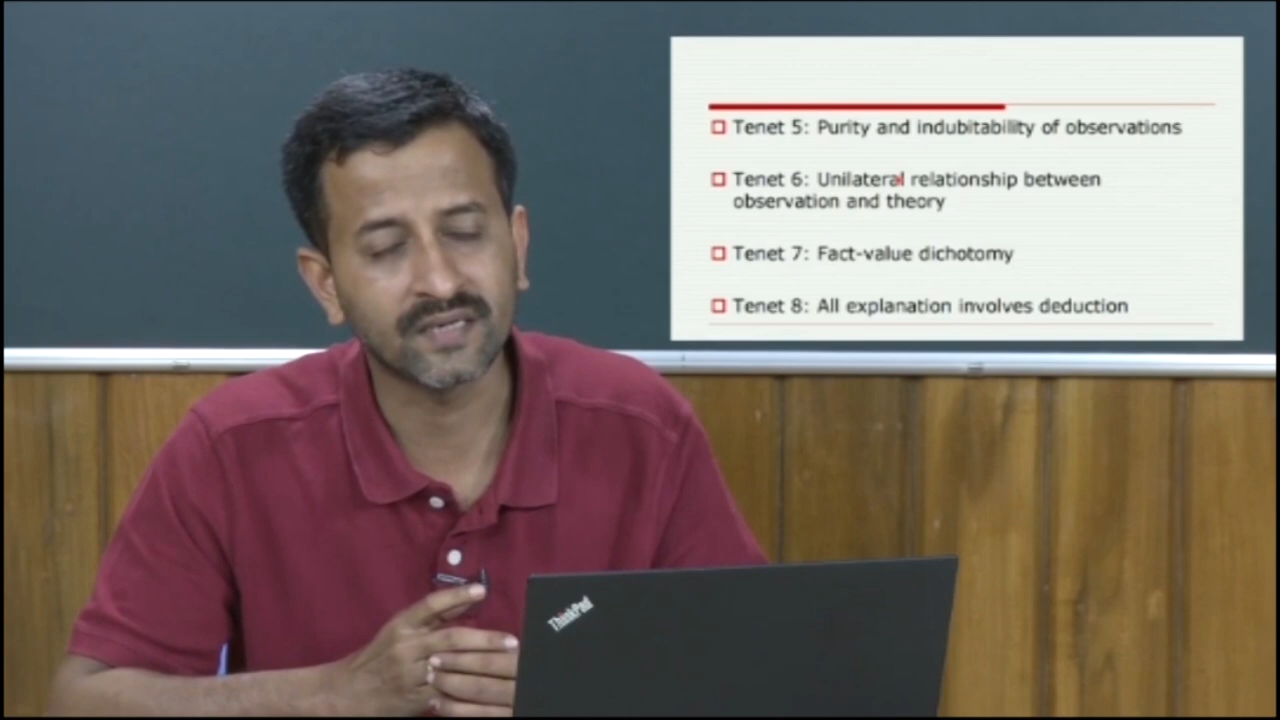 Tenet 5: Purity and indubitability of observations
Tenet 6: Unilateral relationship between
observation and theory
Tenet 7: Fact-value dichotomy
Tenet 8: All explanation involves deduction
ThinkPad